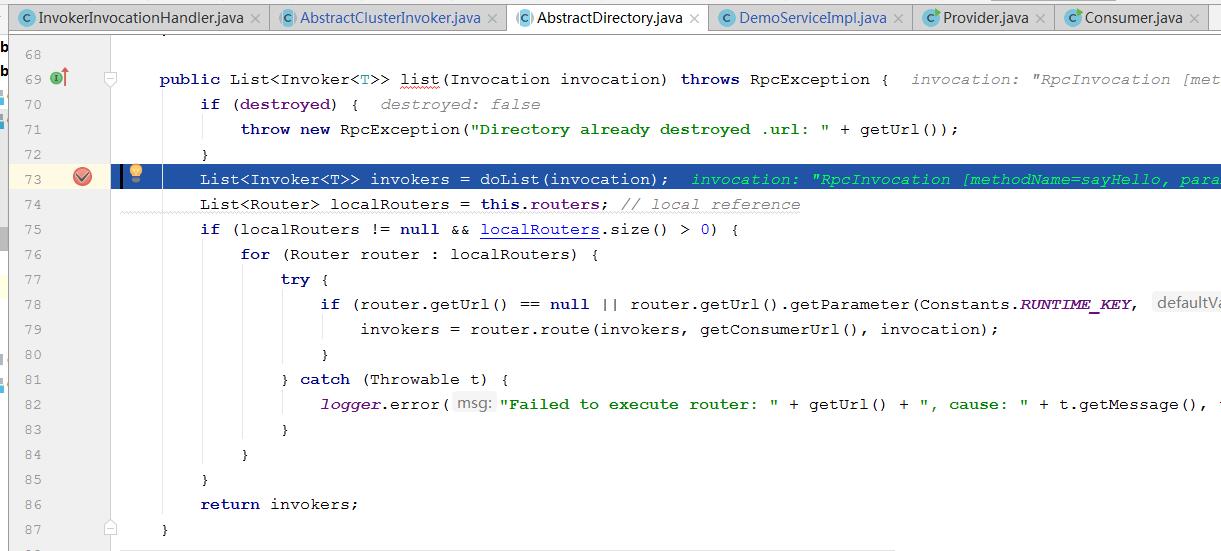 InvokerInvocationHandler.java AbstractClusterInvoker.java AbstractDirectory.java DemoServiceImpl.java Provider.java Consumer.java
68
69 public List<Invoker<T>> list(Invocation invocation) throws RpcException { invocation: "RpcInvocation [met
70 if (destroyed) { destroyed: false
71 throw new RpcException("Directory already destroyed .url: " + getUrl());
72 }
73 List<Invoker<T>> invokers = doList(invocation); invocation: "RpcInvocation [methodName=sayHello, para
74 List<Router> localRouters = this.routers; // local reference
75 if (localRouters != null && localRouters.size() > 0) {
76 for (Router router : localRouters) {
77 try {
78 if (router.getUrl() == null || router.getUrl().getParameter(Constants.RUNTIME_KEY, defaultVa
79 invokers = router.route(invokers, getConsumerUrl(), invocation);
80 }
81 } catch (Throwable t) {
82 logger.error( msg: "Failed to execute router: " + getUrl() + ", cause: " + t.getMessage(),
83 }
84 }
85 }
86 return invokers;
87 }